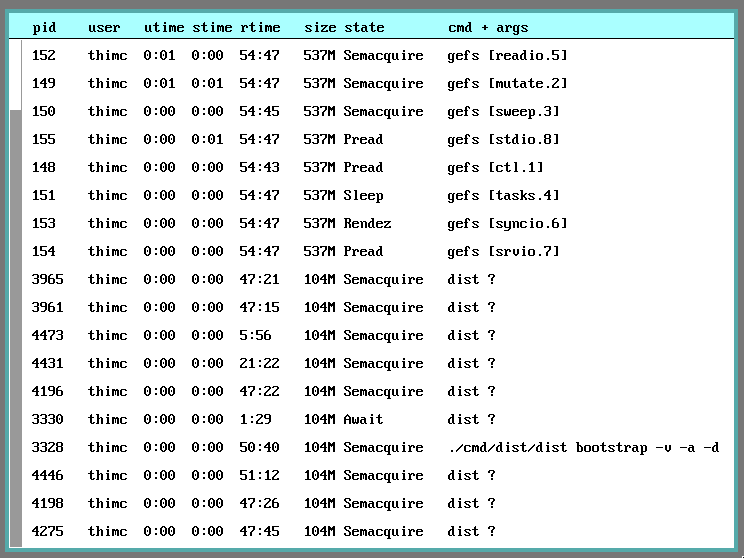 pid user utime stime rtime size state cmd + args
152 thimc 0:01 0:00 54:47 537M Semacquire gefs [readio.5]
149 thimc 0:01 0:01 54:47 537M Semacquire gefs [mutate.2]
150 thimc 0:00 0:00 54:45 537M Semacquire gefs [sweep.3]
155 thimc 0:00 0:01 54:47 537M Pread gefs [stdio.8]
148 thimc 0:00 0:00 54:43 537M Pread gefs [ctl.1]
151 thimc 0:00 0:00 54:47 537M Sleep gefs [tasks.4]
153 thimc 0:00 0:00 54:47 537M Rendez gefs [syncio.6]
154 thimc 0:00 0:00 54:47 537M Pread gefs [srvio.7]
3965 thimc 0:00 0:00 47:21 104M Semacquire dist ?
3961 thimc 0:00 0:00 47:15 104M Semacquire dist ?
4473 thimc 0:00 0:00 5:56 104M Semacquire dist ?
4431 thimc 0:00 0:00 21:22 104M Semacquire dist ?
4196 thimc 0:00 0:00 47:22 104M Semacquire dist ?
3330 thimc 0:00 0:00 1:29 104M Await dist ?
3328 thimc 0:00 0:00 50:40 104M Semacquire ./cmd/dist/dist bootstrap -v -a -d
4446 thimc 0:00 0:00 51:12 104M Semacquire dist ?
4198 thimc 0:00 0:00 47:26 104M Semacquire dist ?
4275 thimc 0:00 0:00 47:45 104M Semacquire dist ?